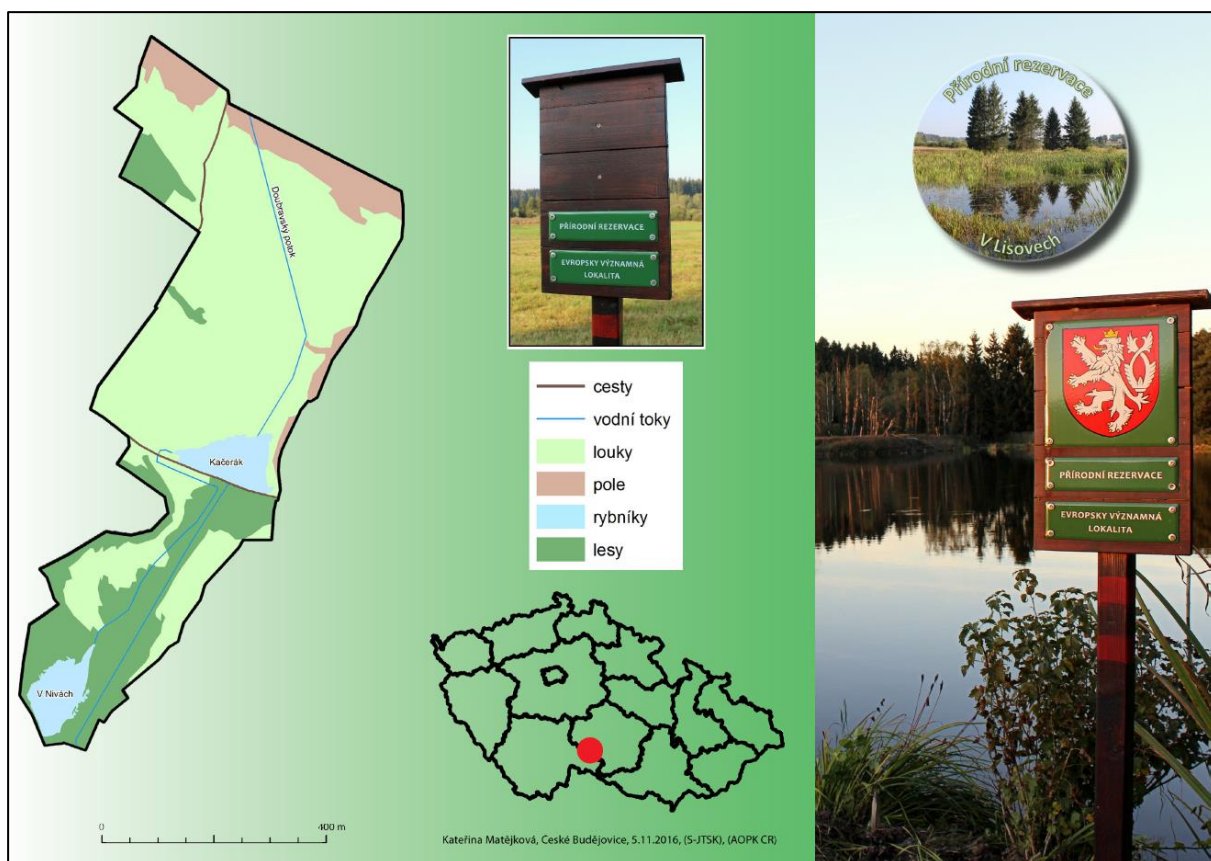 Doubravský potok
Kačerák
V Nivách
0
400 m
PŘÍRODNÍ REZERVACE
EVROPSKY VÝZNAMNÁ
LOKALITA
cesty
vodní toky
louky
pole
rybníky
lesy
Kateřina Matějková, České Budějovice, 5.11.2016, (S-JTSK), (AOPK CR)
Přírodní rezervace
V Lisovech
PŘÍRODNÍ REZERVACE
EVROPSKY VÝZNAMNÁ
LOKALITA